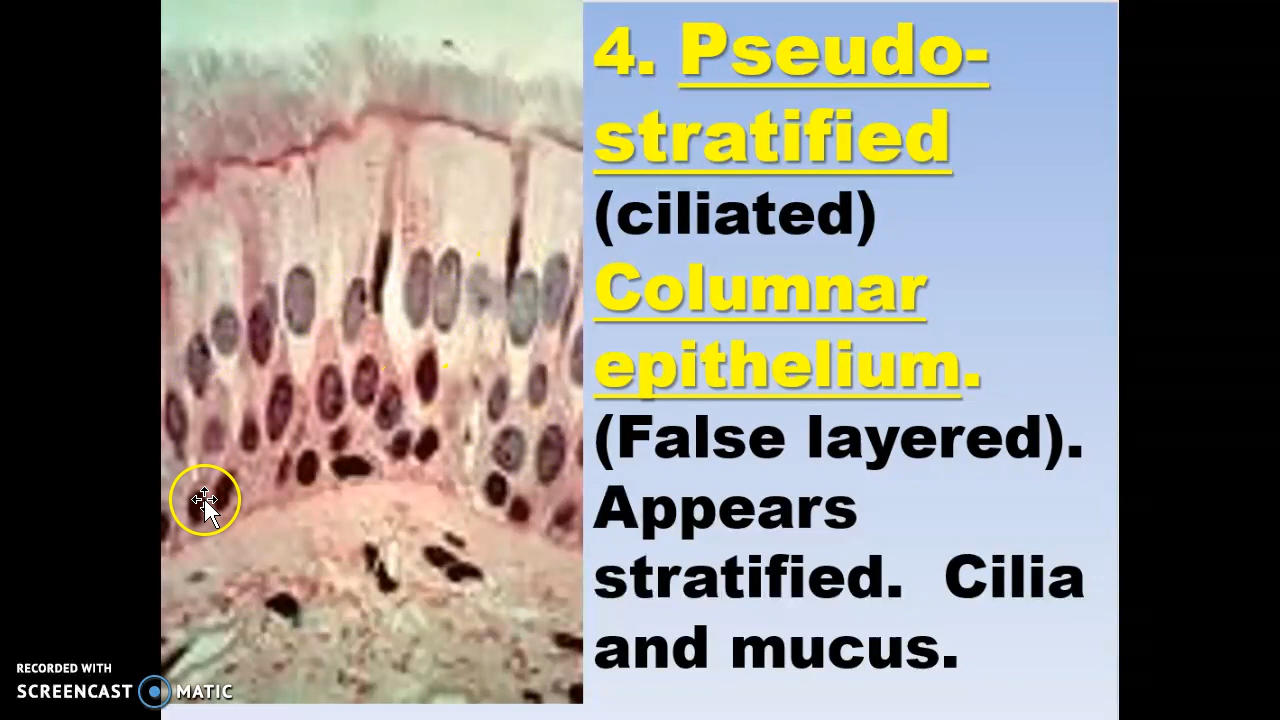 4. Pseudo-
stratified
(ciliated)
Columnar
epithelium.
(False layered).
Appears
stratified. Cilia
and mucus.
RECORDED WITH
SCREENCAST MATIC